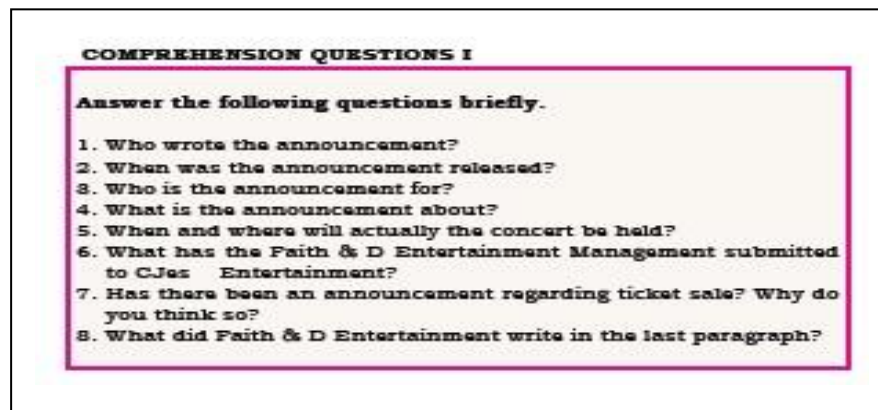 COMPREHENSION QUESTIONS I
Answer the following questions briefly.
1. Who wrote the announcement?
2. When was the announcement released?
3. Who is the announcement for?
4. What is the announcement about?
5. When and where will actually the concert be held?
6. What has the Faith & D Entertainment Management submitted
to CJes Entertainment?
7. Has there been an announcement regarding ticket sale? Why do
you think so?
8. What did Faith & D Entertainment write in the last paragraph?